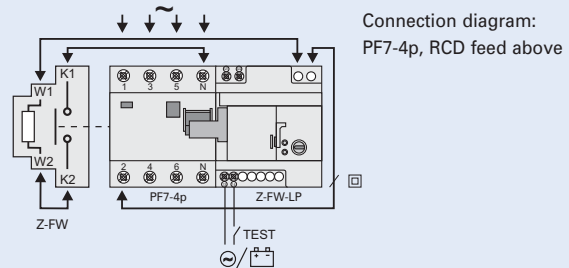 Connection diagram:
PF7-4p, RCD feed above
~
K1
W1
1 3 5 N
W2
K2
2 4 6 N
PF7-4p
Z-FW-LP
Z-FW
TEST
~ /